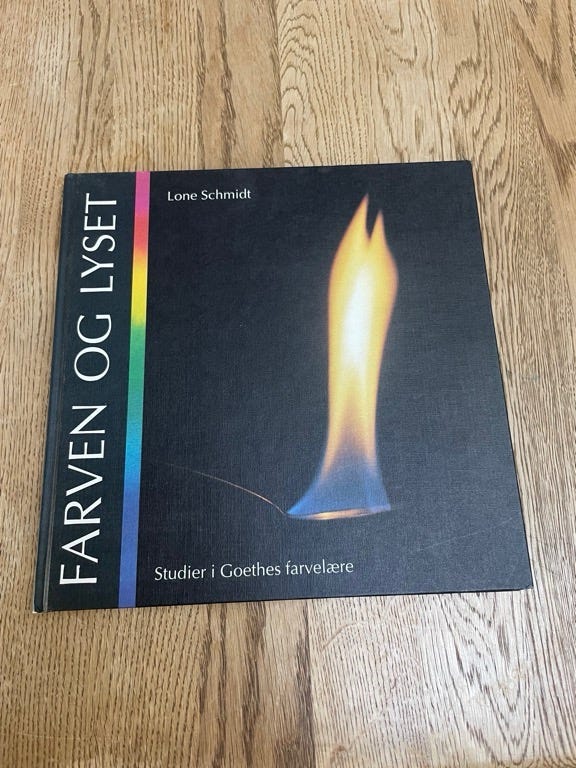 FARVEN OG LYSET
Lone Schmidt
Studier i Goethes farvelære